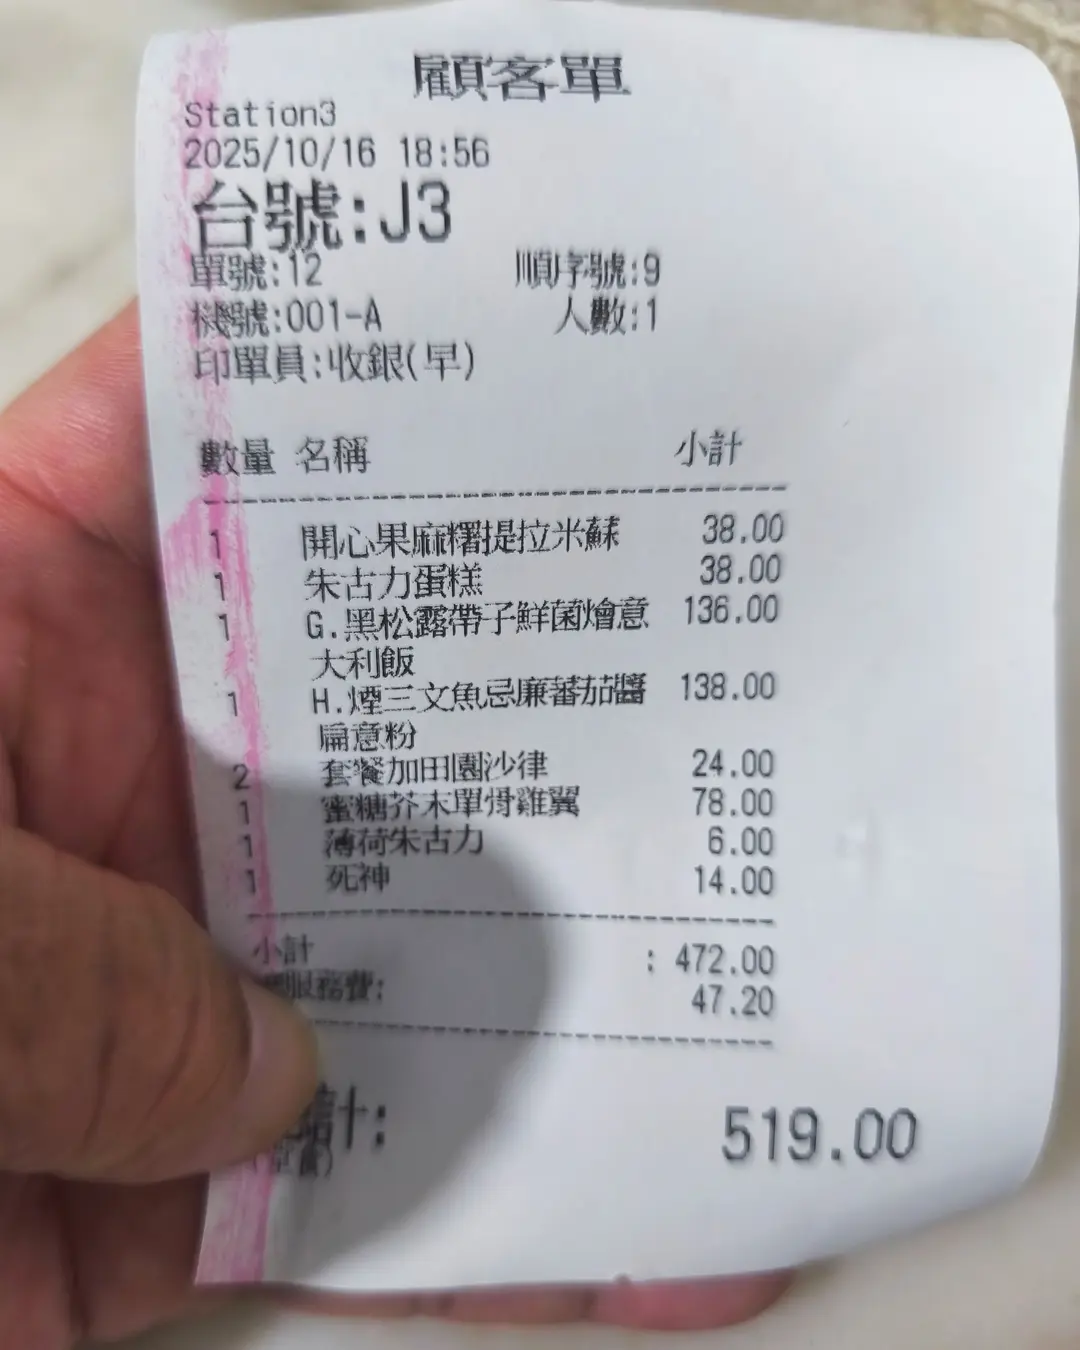 顧客單
Station3
2025/10/16 18:56
台號:J3
單號:12 順序號:9
機號:001-A 人數:1
印單員:收銀(早)
數量 名稱 小計
1 開心果麻糬提拉米蘇 38.00
1 朱古力蛋糕 38.00
1 G.黑松露帶子鮮菌燴意 136.00
大利飯
1 H.煙三文魚忌廉蕃茄醬 138.00
扁意粉
2 套餐加田園沙律 24.00
1 蜜糖芥末單骨雞翼 78.00
1 薄荷朱古力 6.00
1 死神 14.00
小計 : 472.00
服務費: 47.20
519.00